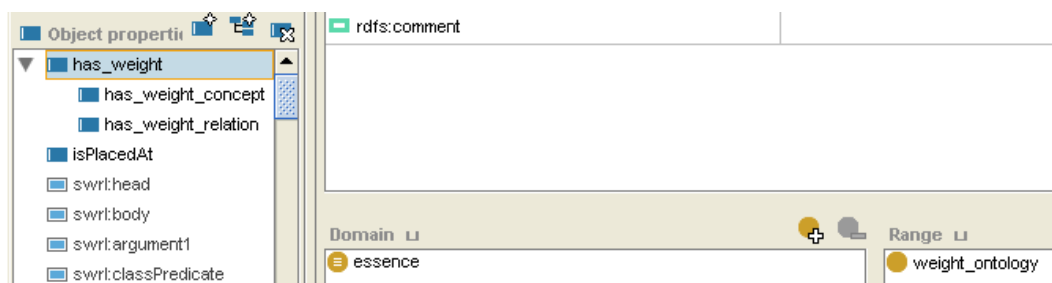 Object properti
has_weight
has_weight_concept
has_weight_relation
isPlacedAt
swrl:head
swrl:body
swrl:argument1
swrl:classPredicate
rdfs:comment
Domain ⊔
essence
Range ⊔
weight_ontology